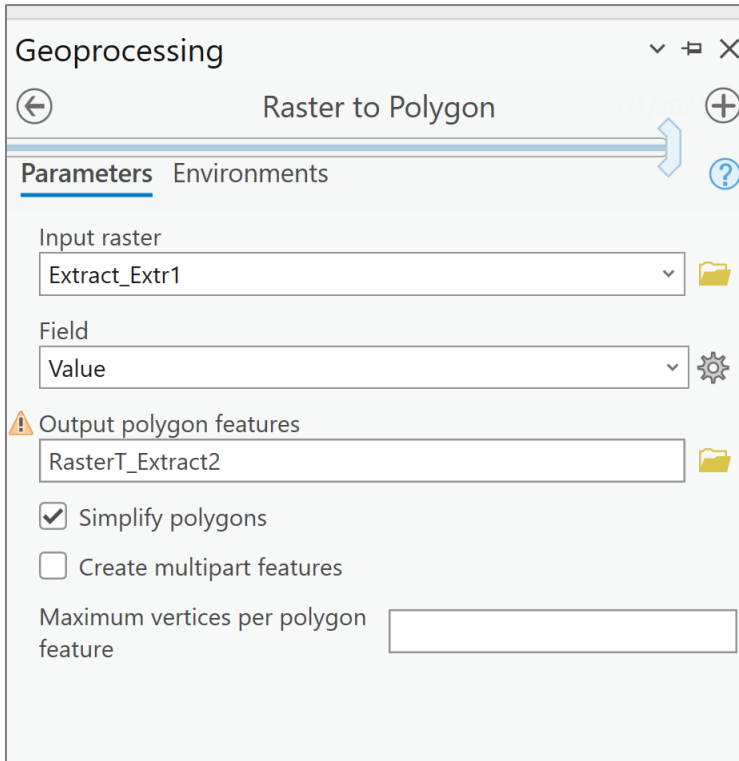 Geoprocessing
Raster to Polygon
Parameters Environments
Input raster
Extract_Extr1
Field
Value
Output polygon features
RasterT_Extract2
Simplify polygons
Create multipart features
Maximum vertices per polygon
feature